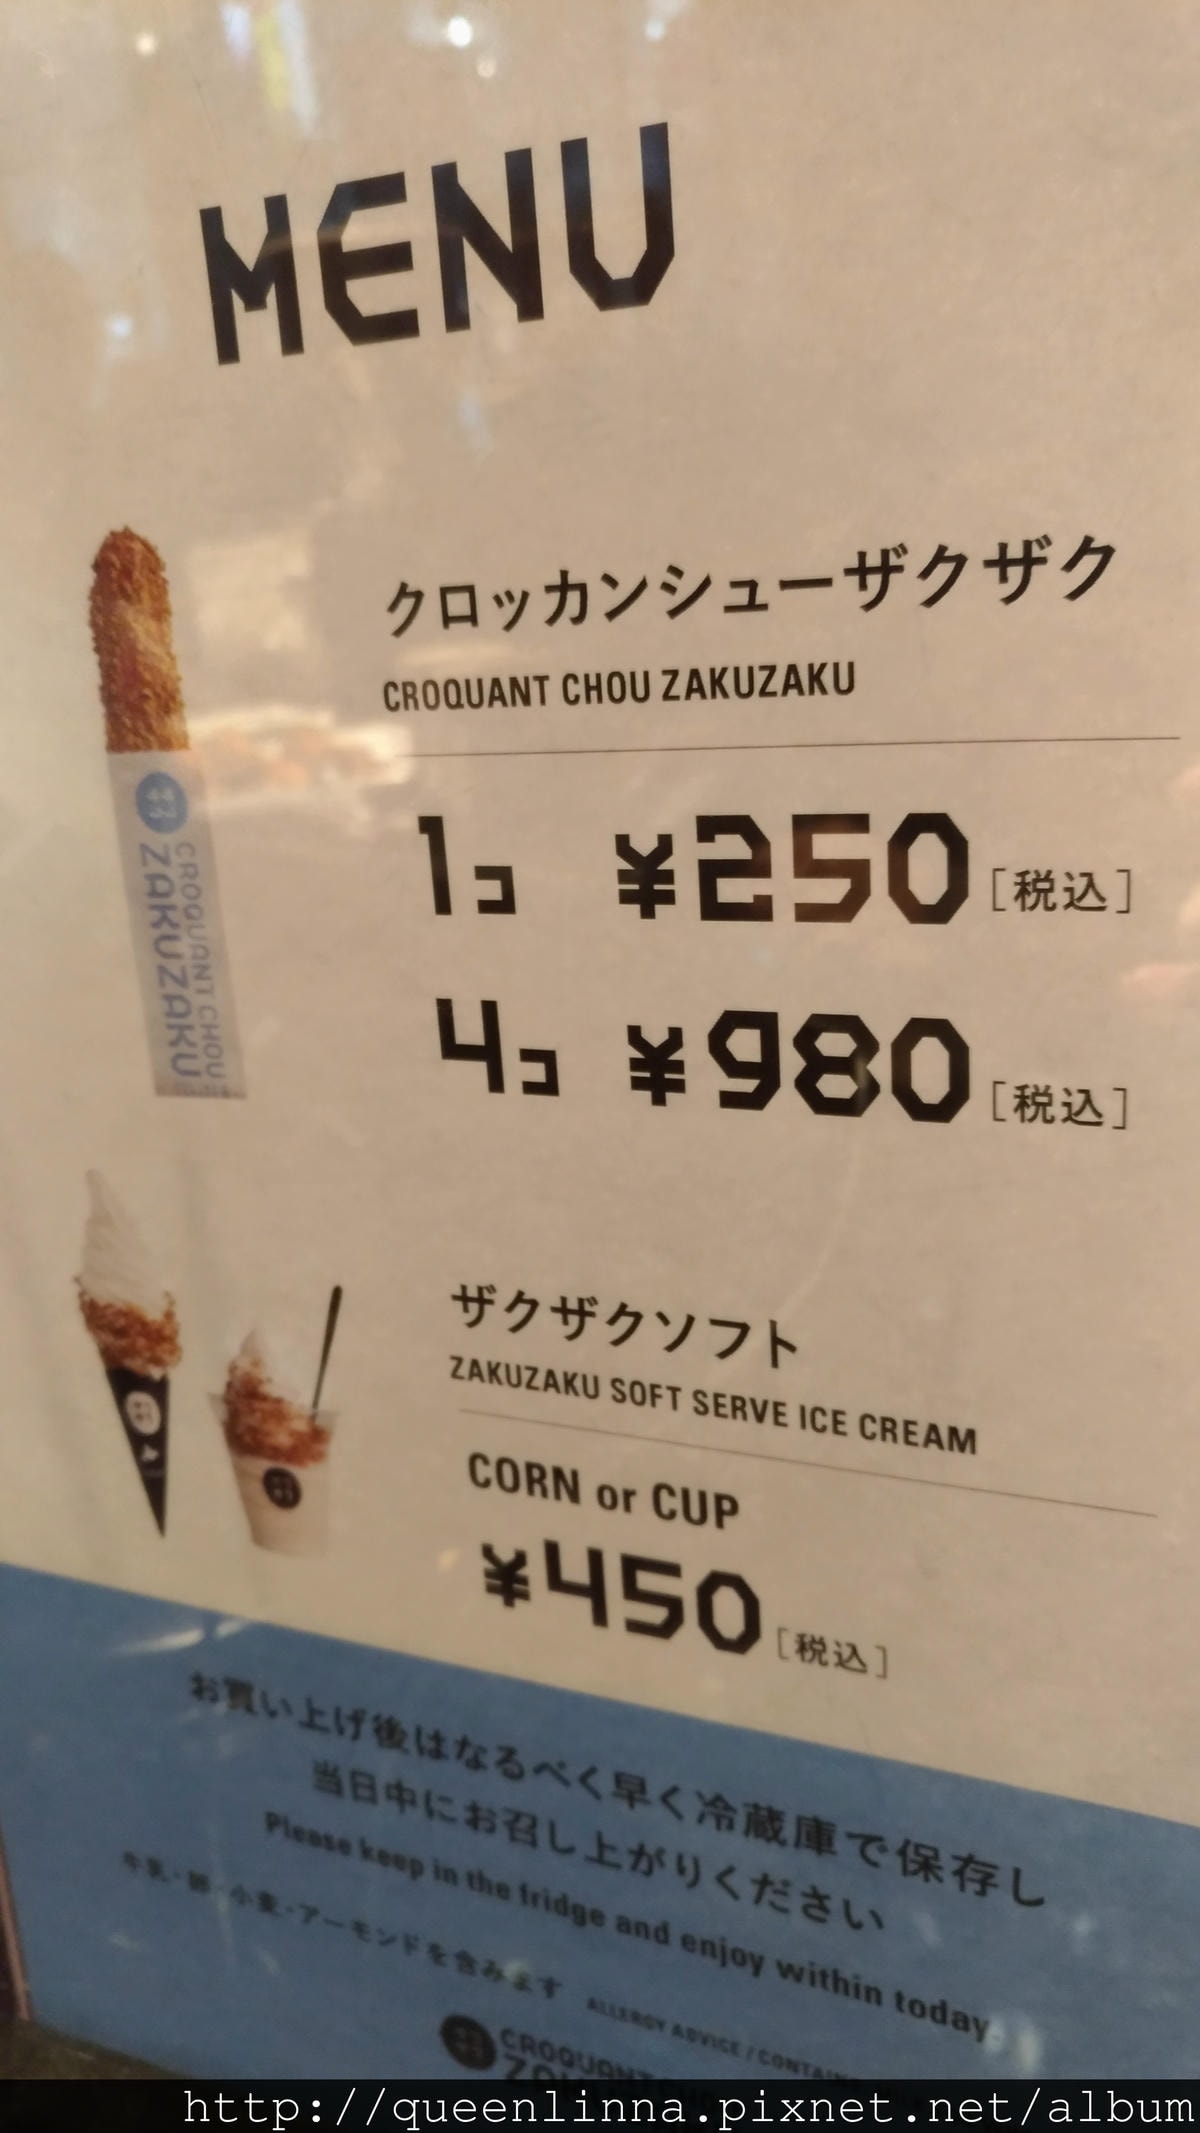 MENU
クロッカンシューザクザク
CROQUANT CHOU ZAKUZAKU
1コ ¥250 [税込]
4コ ¥980 [税込]
CROQUANT CHOU
ZAKUZAKU
ザクザクソフト
ZAKUZAKU SOFT SERVE ICE CREAM
CORN or CUP
¥450 [税込]
お買い上げ後はなるべく早く冷蔵庫で保存し
当日中にお召し上がりください
Please keep in the fridge and enjoy within today.
牛乳・卵・小麦・アーモンドを含みます ALLERGY ADVICE / CONTAINS
CROQUANT CHOU
http://queenlinna.pixnet.net/album